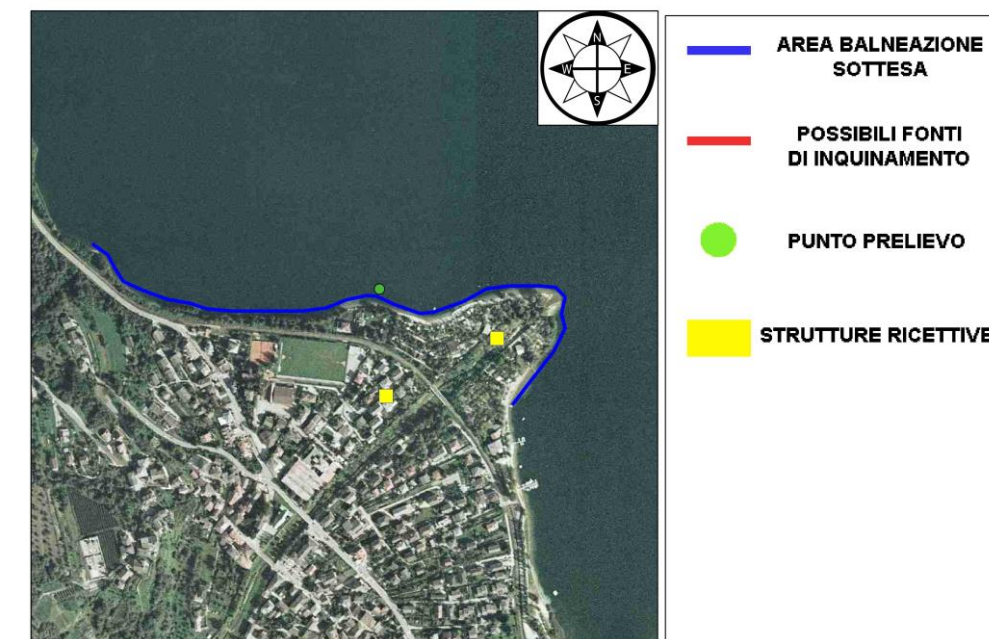 N
W E
S
AREA BALNEAZIONE
SOTTESA
POSSIBILI FONTI
DI INQUINAMENTO
PUNTO PRELIEVO
STRUTTURE RICETTIVE